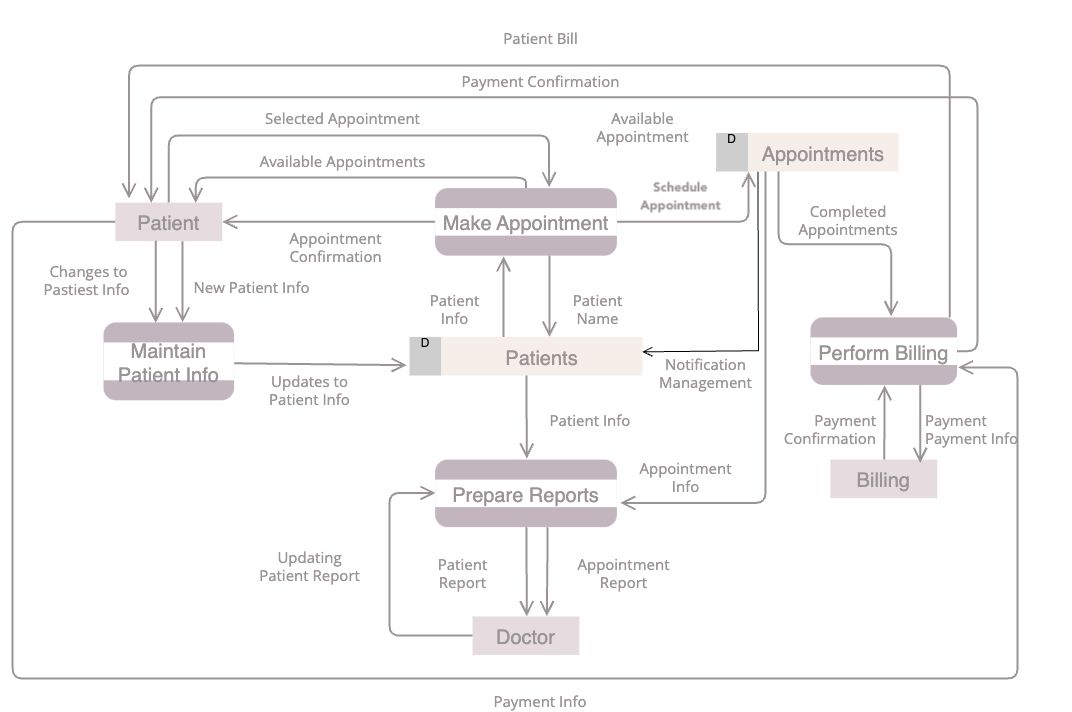 Patient Bill
Payment Confirmation
Selected Appointment
Available
Appointment
D
Appointments
Available Appointments
Schedule
Appointment
Patient
Make Appointment
Completed
Appointments
Appointment
Confirmation
Changes to
Pastiest Info
New Patient Info
Patient
Info
Patient
Name
Maintain
Patient Info
D
Patients
Perform Billing
Notification
Management
Updates to
Patient Info
Patient Info
Payment
Confirmation
Payment
Payment Info
Appointment
Info
Billing
Prepare Reports
Updating
Patient Report
Patient
Report
Appointment
Report
Doctor
Payment Info